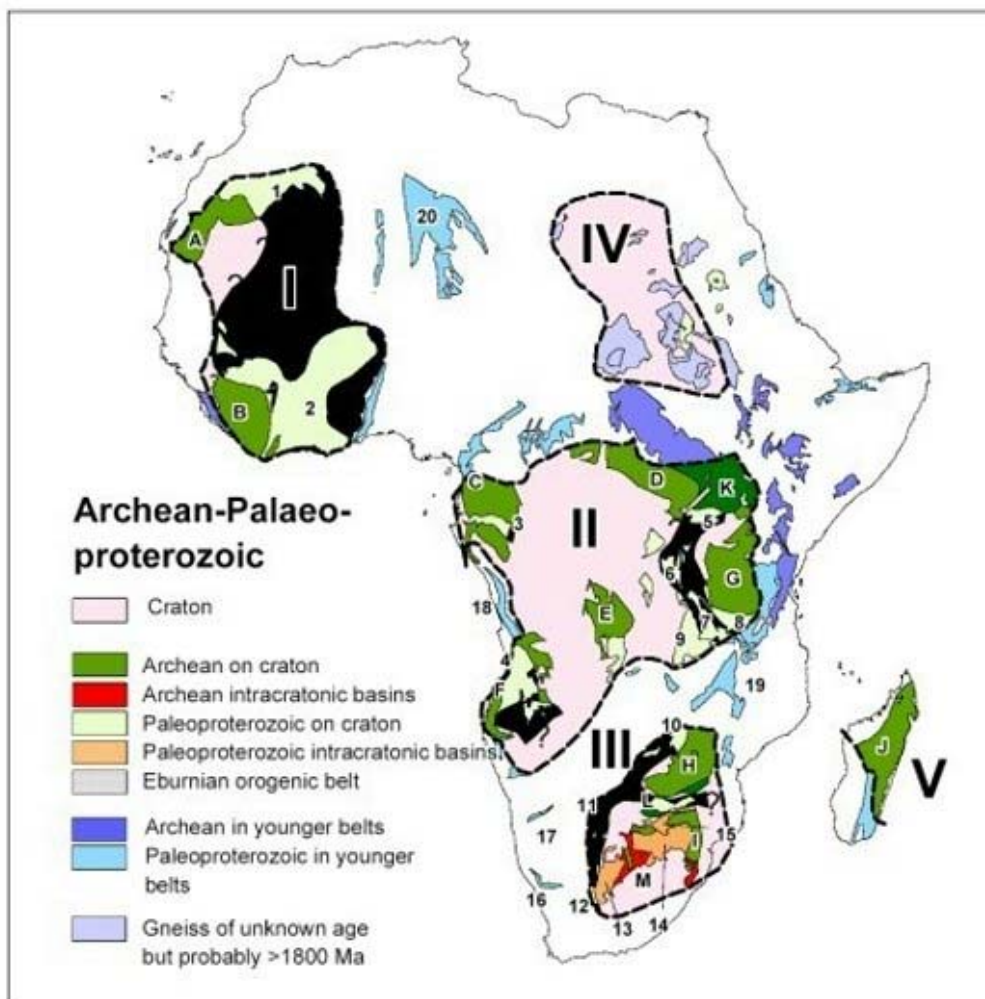 1
20
A
IV
I
B
2
C
D
K
3
II
5
6
G
E
18
7
8
9
4
F
19
III
10
H
J
V
11
L
17
I
15
M
16
12
13
14
Archean-Palaeo-
proterozoic
Craton
Archean on craton
Archean intracratonic basins
Paleoproterozoic on craton
Paleoproterozoic intracratonic basins
Eburnian orogenic belt
Archean in younger belts
Paleoproterozoic in younger
belts
Gneiss of unknown age
but probably >1800 Ma